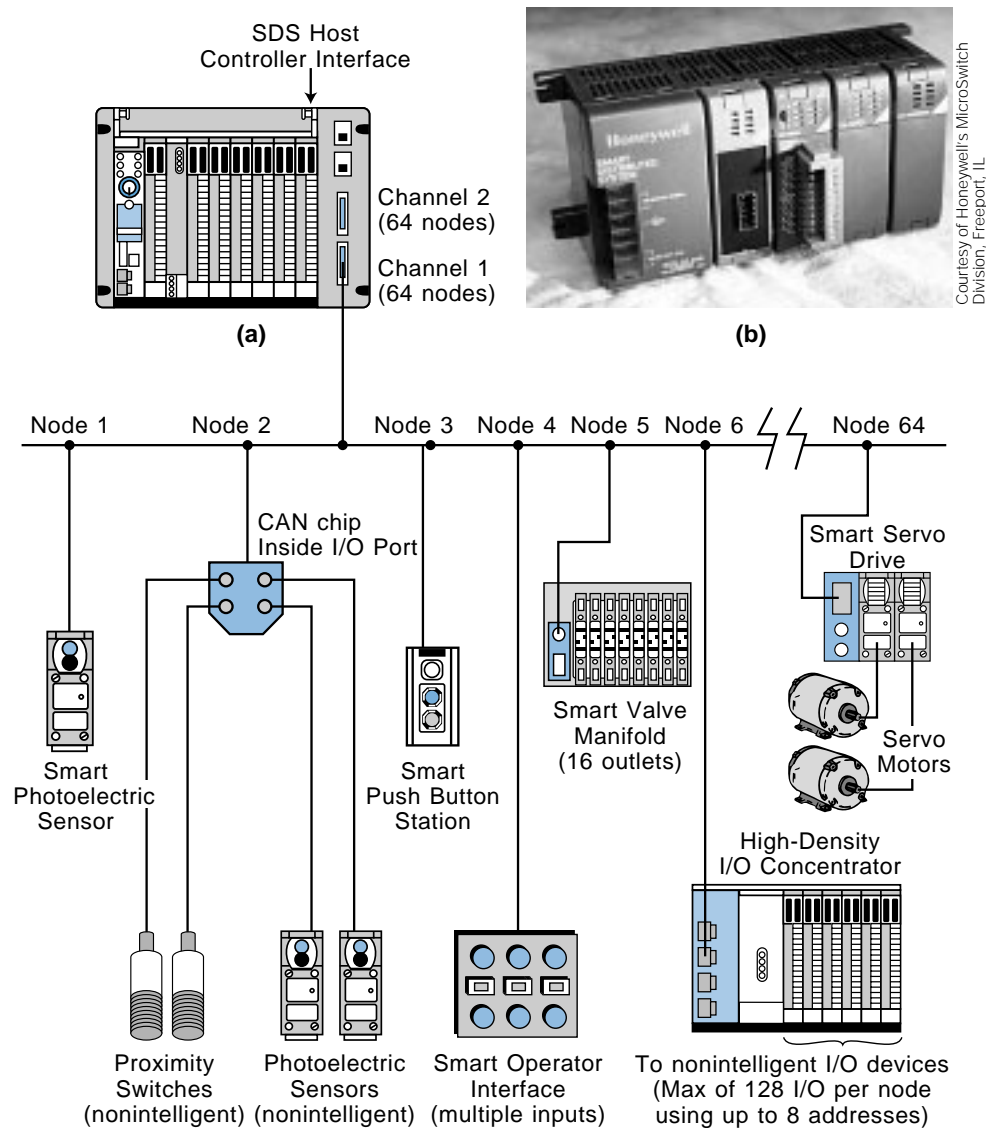 SDS Host
Controller Interface
Channel 2
(64 nodes)
Channel 1
(64 nodes)
(a)
Honeywell
SMART
DISTRIBUTED
SYSTEM
Courtesy of Honeywell's MicroSwitch
Division, Freeport, IL
(b)
Node 1
Node 2
Node 3
Node 4
Node 5
Node 6
Node 64
CAN chip
Inside I/O Port
Smart Servo
Drive
Smart
Photoelectric
Sensor
Smart
Push Button
Station
Smart Valve
Manifold
(16 outlets)
Servo
Motors
High-Density
I/O Concentrator
Proximity
Switches
(nonintelligent)
Photoelectric
Sensors
(nonintelligent)
Smart Operator
Interface
(multiple inputs)
To nonintelligent I/O devices
(Max of 128 I/O per node
using up to 8 addresses)